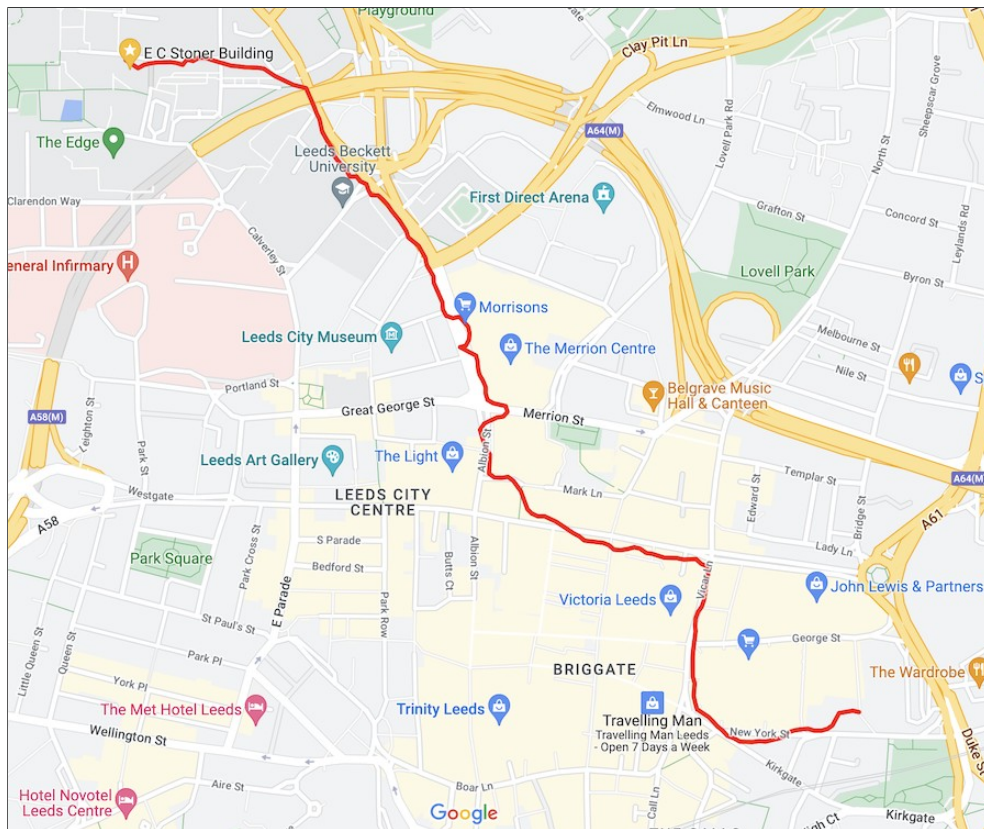 Playground
E C Stoner Building
Clay Pit Ln
Elmwood Ln
Sheepscar Grove
Lovell Park Rd
A64(M)
North St
The Edge
Leeds Beckett
University
First Direct Arena
Clarendon Way
Grafton St
Concord St
Leylands Rd
Calverley St
Byron St
Lovell Park
eneral Infirmary
H
Morrisons
Leeds City Museum
The Merrion Centre
Melbourne St
Nile St
S
Portland St
Belgrave Music
Hall & Canteen
A58(M)
Leighton St
Great George St
Merrion St
Park St
Albion St
Leeds Art Gallery
The Light
Templar St
A64(M)
Westgate
LEEDS CITY
CENTRE
Mark Ln
Edward St
Bridge St
A61
A58
Park Cross St
S Parade
Albion St
Butts Ct
Lady Ln
Park Square
Bedford St
Vicar Ln
John Lewis & Partners
E Parade
Park Row
Victoria Leeds
St Paul's St
George St
Little Queen St
Queen St
Park Pl
BRIGGATE
The Wardrobe
York Pl
The Met Hotel Leeds
Trinity Leeds
Travelling Man
Travelling Man Leeds
- Open 7 Days a Week
New York St
Wellington St
Duke St
Kirkgate
Aire St
Boar Ln
Call Ln
Hotel Novotel
Leeds Centre
Google
Kirkgate